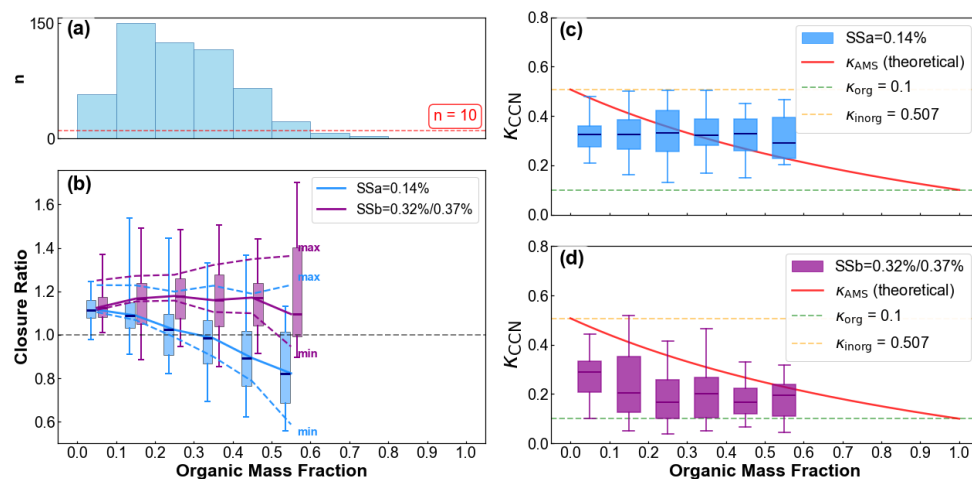 (a)
150
100
50
0
n
n = 10
(b)
SSa=0.14%
SSb=0.32%/0.37%
1.6
1.4
1.2
1.0
0.8
0.6
Closure Ratio
max
max
min
min
0.0 0.1 0.2 0.3 0.4 0.5 0.6 0.7 0.8 0.9 1.0
Organic Mass Fraction
(c)
SSa=0.14%
κAMS (theoretical)
κorg = 0.1
κinorg = 0.507
0.8
0.6
0.4
0.2
0.0
κCCN
(d)
SSb=0.32%/0.37%
κAMS (theoretical)
κorg = 0.1
κinorg = 0.507
0.8
0.6
0.4
0.2
0.0
κCCN
0.0 0.1 0.2 0.3 0.4 0.5 0.6 0.7 0.8 0.9 1.0
Organic Mass Fraction